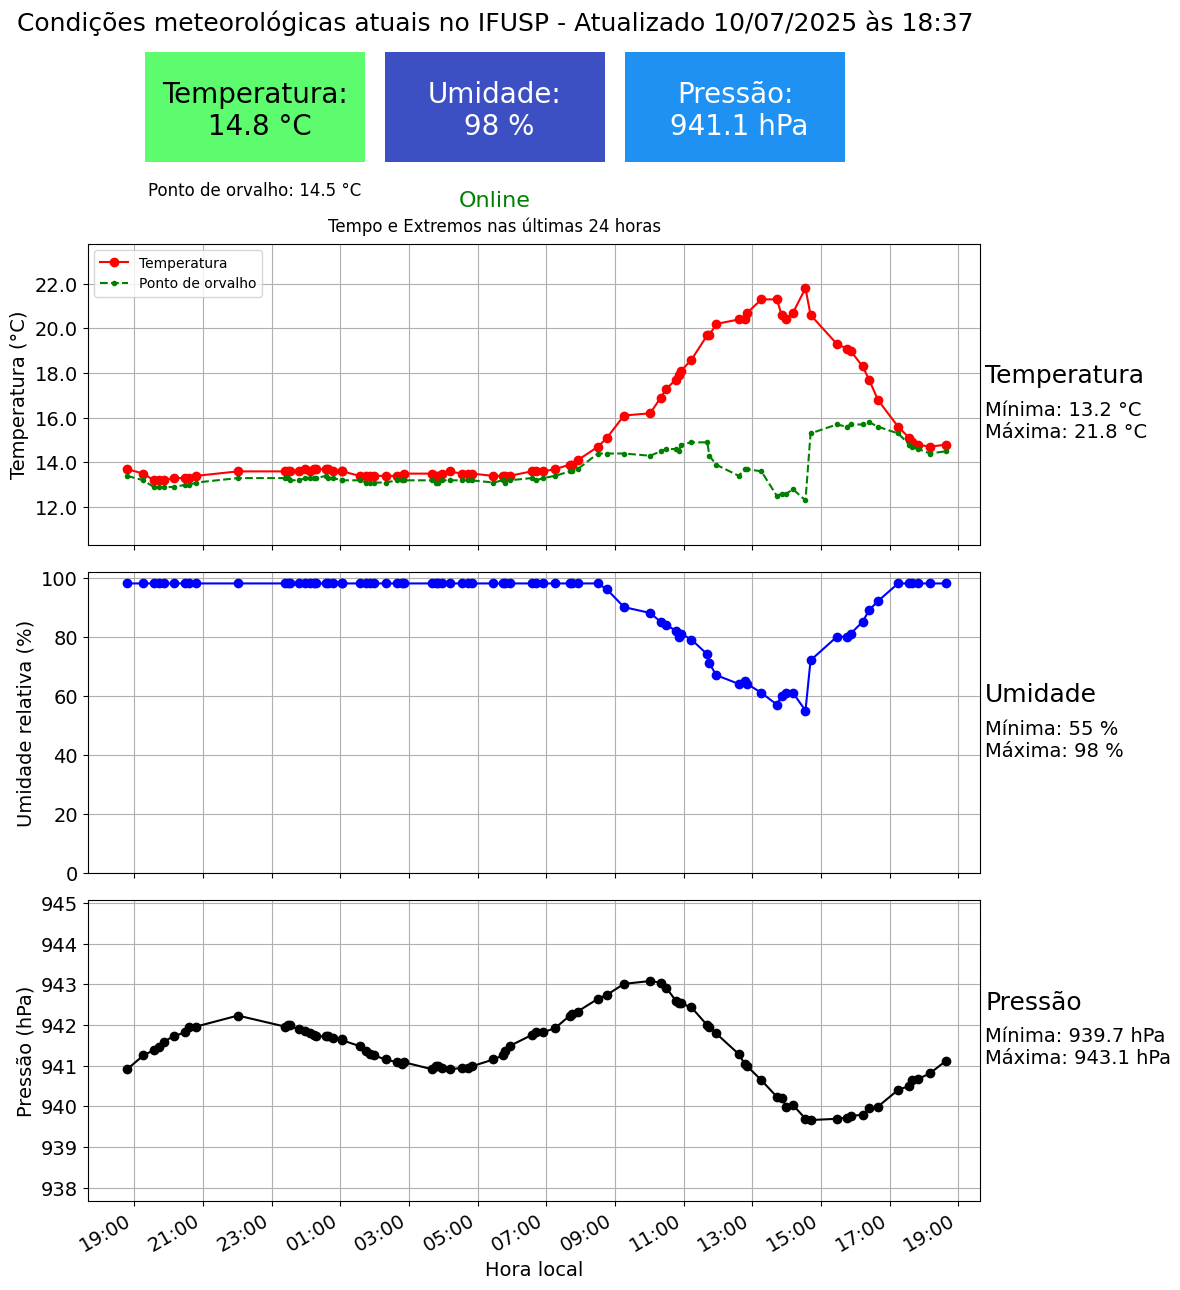 Condições meteorológicas atuais no IFUSP - Atualizado 10/07/2025 às 18:37
Temperatura:
14.8 °C
Umidade:
98 %
Pressão:
941.1 hPa
Ponto de orvalho: 14.5 °C
Online
Tempo e Extremos nas últimas 24 horas
Temperatura
Ponto de orvalho
Temperatura (°C)
22.0
20.0
18.0
16.0
14.0
12.0
Temperatura
Mínima: 13.2 °C
Máxima: 21.8 °C
Umidade relativa (%)
100
80
60
40
20
0
Umidade
Mínima: 55 %
Máxima: 98 %
Pressão (hPa)
945
944
943
942
941
940
939
938
Pressão
Mínima: 939.7 hPa
Máxima: 943.1 hPa
19:00 21:00 23:00 01:00 03:00 05:00 07:00 09:00 11:00 13:00 15:00 17:00 19:00
Hora local